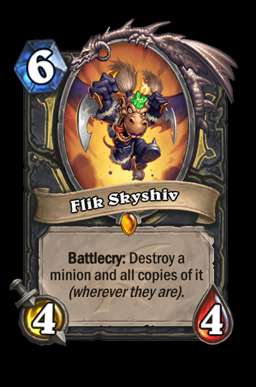 6
Flik Skyshiv
Battlecry: Destroy a
minion and all copies of it
(wherever they are).
4 4